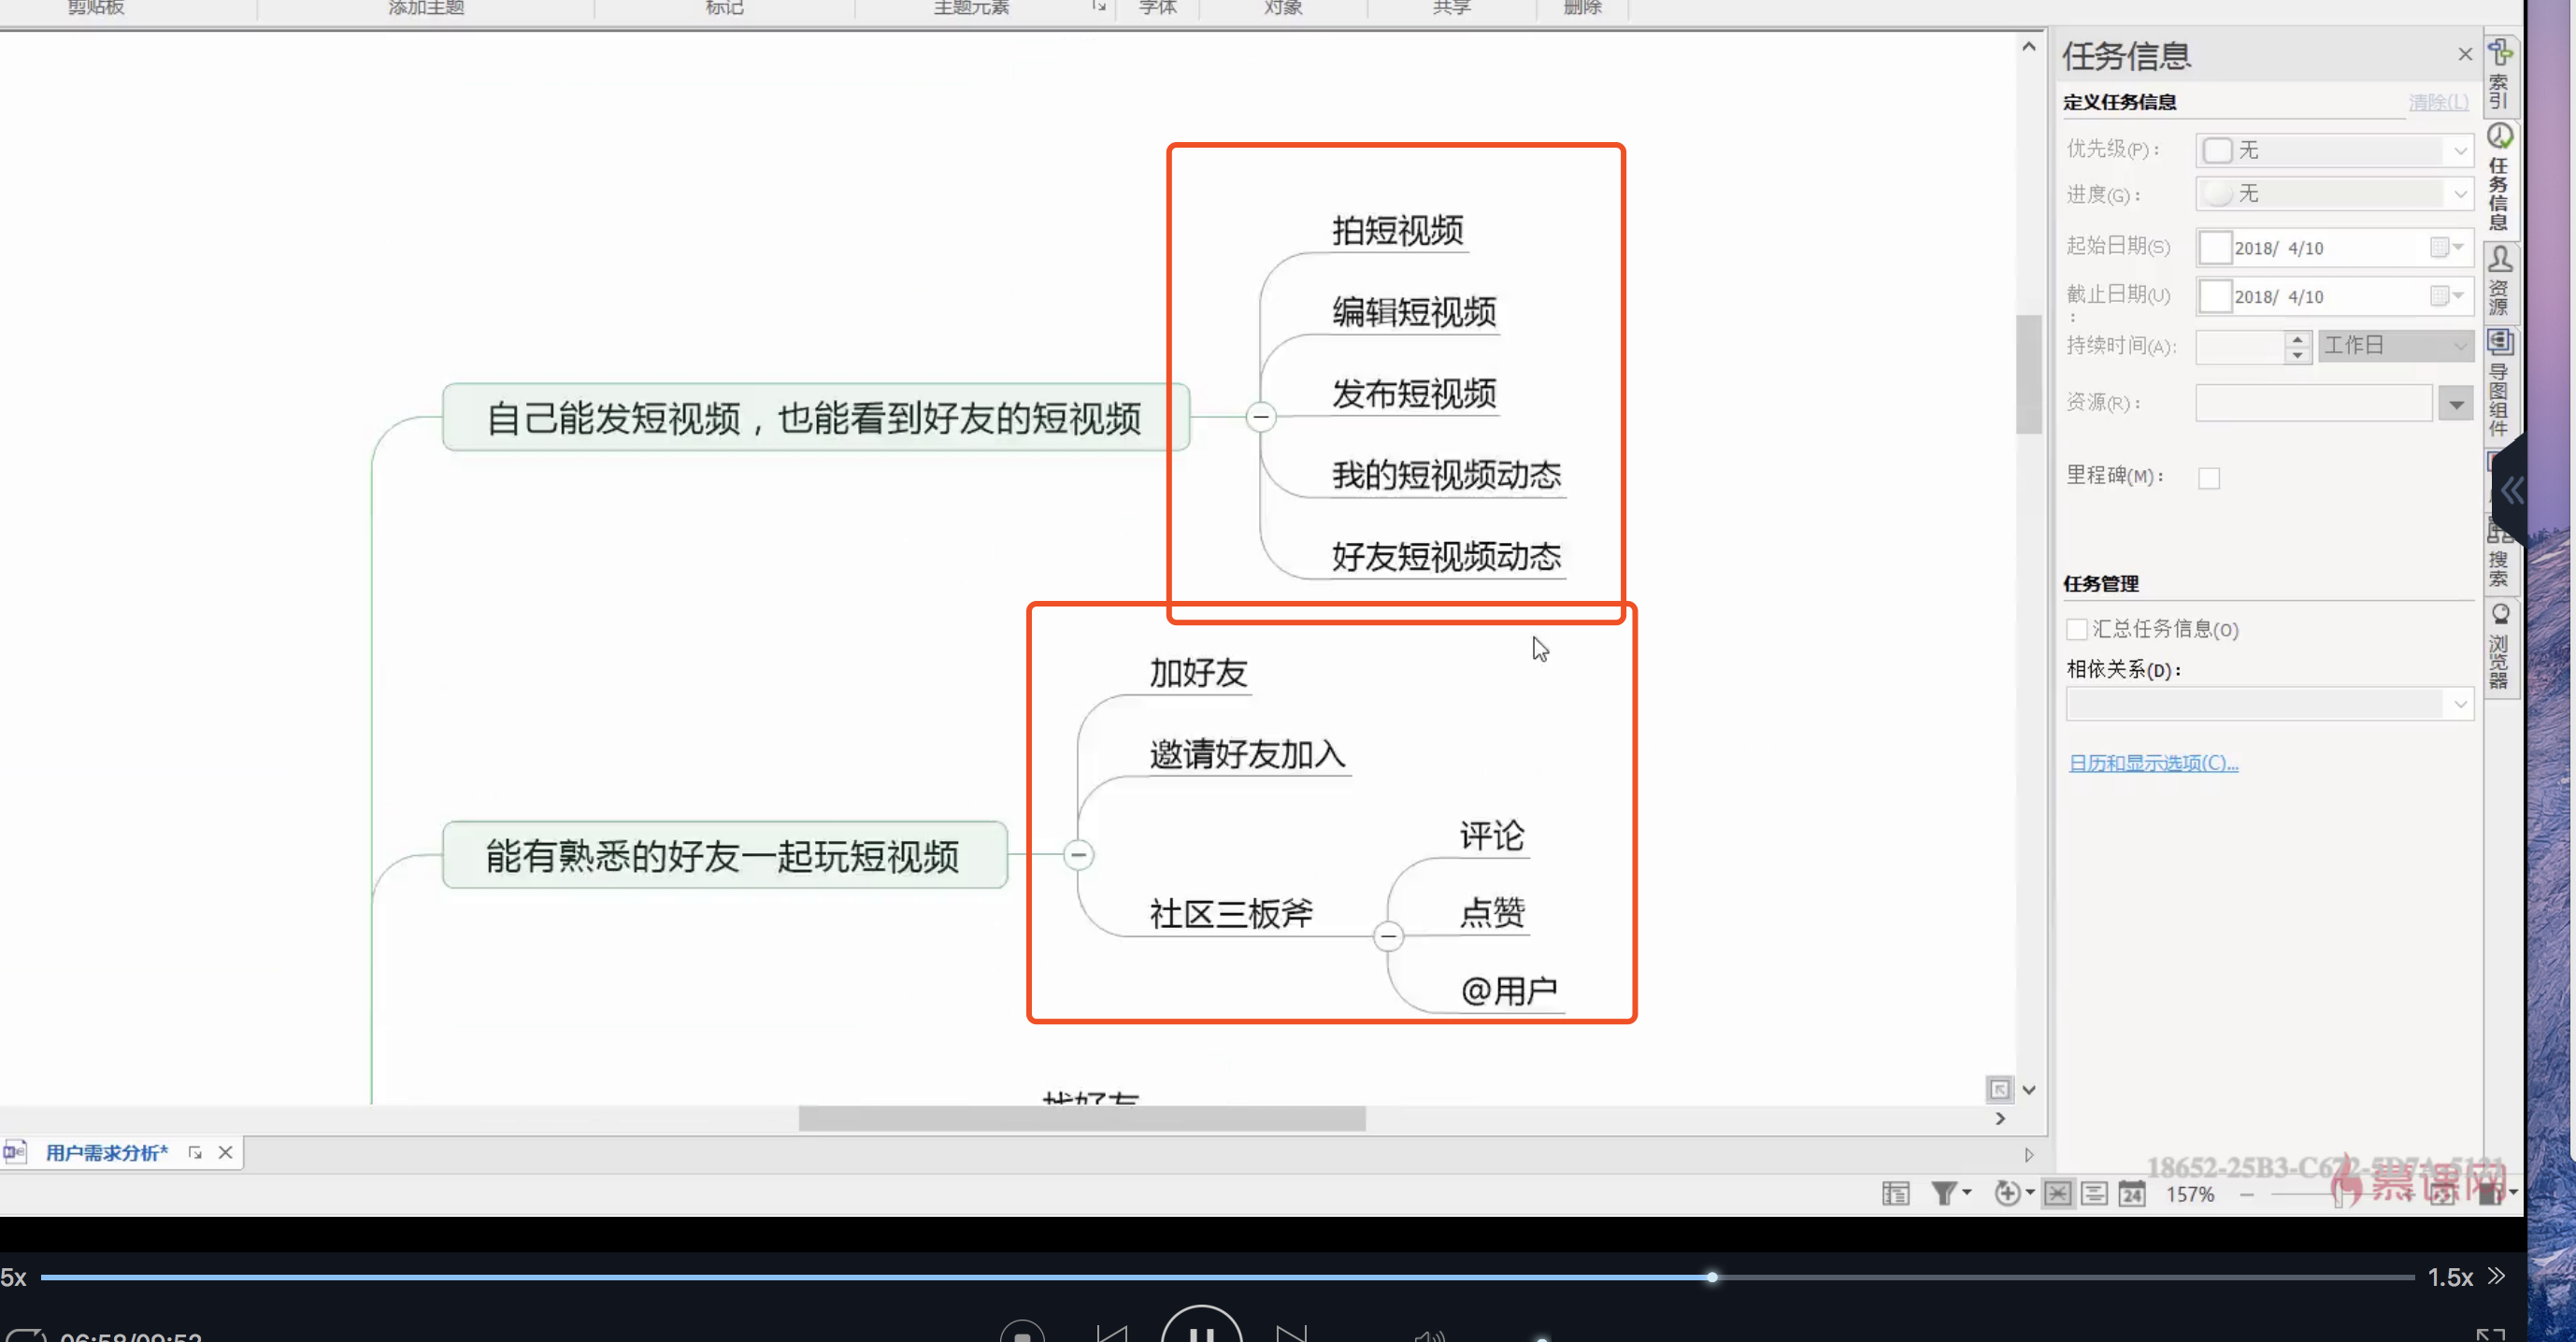 剪贴板
添加主题
标记
主题元素
字体
对象
共享
删除
自己能发短视频，也能看到好友的短视频
拍短视频
编辑短视频
发布短视频
我的短视频动态
好友短视频动态
能有熟悉的好友一起玩短视频
加好友
邀请好友加入
社区三板斧
评论
点赞
@用户
找好友
任务信息
定义任务信息 清除(L)
优先级(P)： 无
进度(G)： 无
起始日期(S) 2018/ 4/10
截止日期(U) 2018/ 4/10
:
持续时间(A): 工作日
资源(R)：
里程碑(M)：
任务管理
汇总任务信息(O)
相依关系(D)：
日历和显示选项(C)...
索引
任务信息
资源
导图组件
搜索
浏览器
用户需求分析*
18652-25B3-C672-5D7A-5121
慕课网
24
157%
5x
1.5x
06:58/09:52